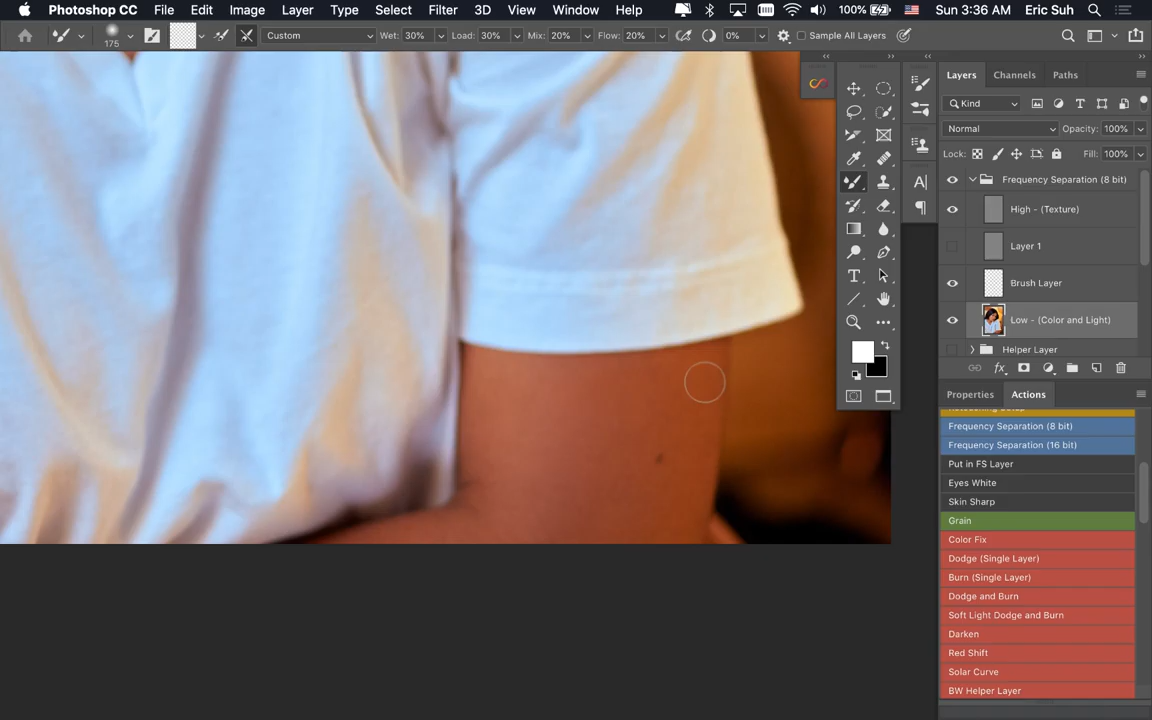 Photoshop CC File Edit Image Layer Type Select Filter 3D View Window Help 100% Sun 3:36 AM Eric Suh
175 Custom Wet: 30% Load: 30% Mix: 20% Flow: 20% 0% Sample All Layers
Layers Channels Paths
Kind
Normal Opacity: 100%
Lock: Fill: 100%
Frequency Separation (8 bit)
High - (Texture)
Layer 1
Brush Layer
Low - (Color and Light)
Helper Layer
Properties Actions
Frequency Separation (8 bit)
Frequency Separation (16 bit)
Put in FS Layer
Eyes White
Skin Sharp
Grain
Color Fix
Dodge (Single Layer)
Burn (Single Layer)
Dodge and Burn
Soft Light Dodge and Burn
Darken
Red Shift
Solar Curve
BW Helper Layer